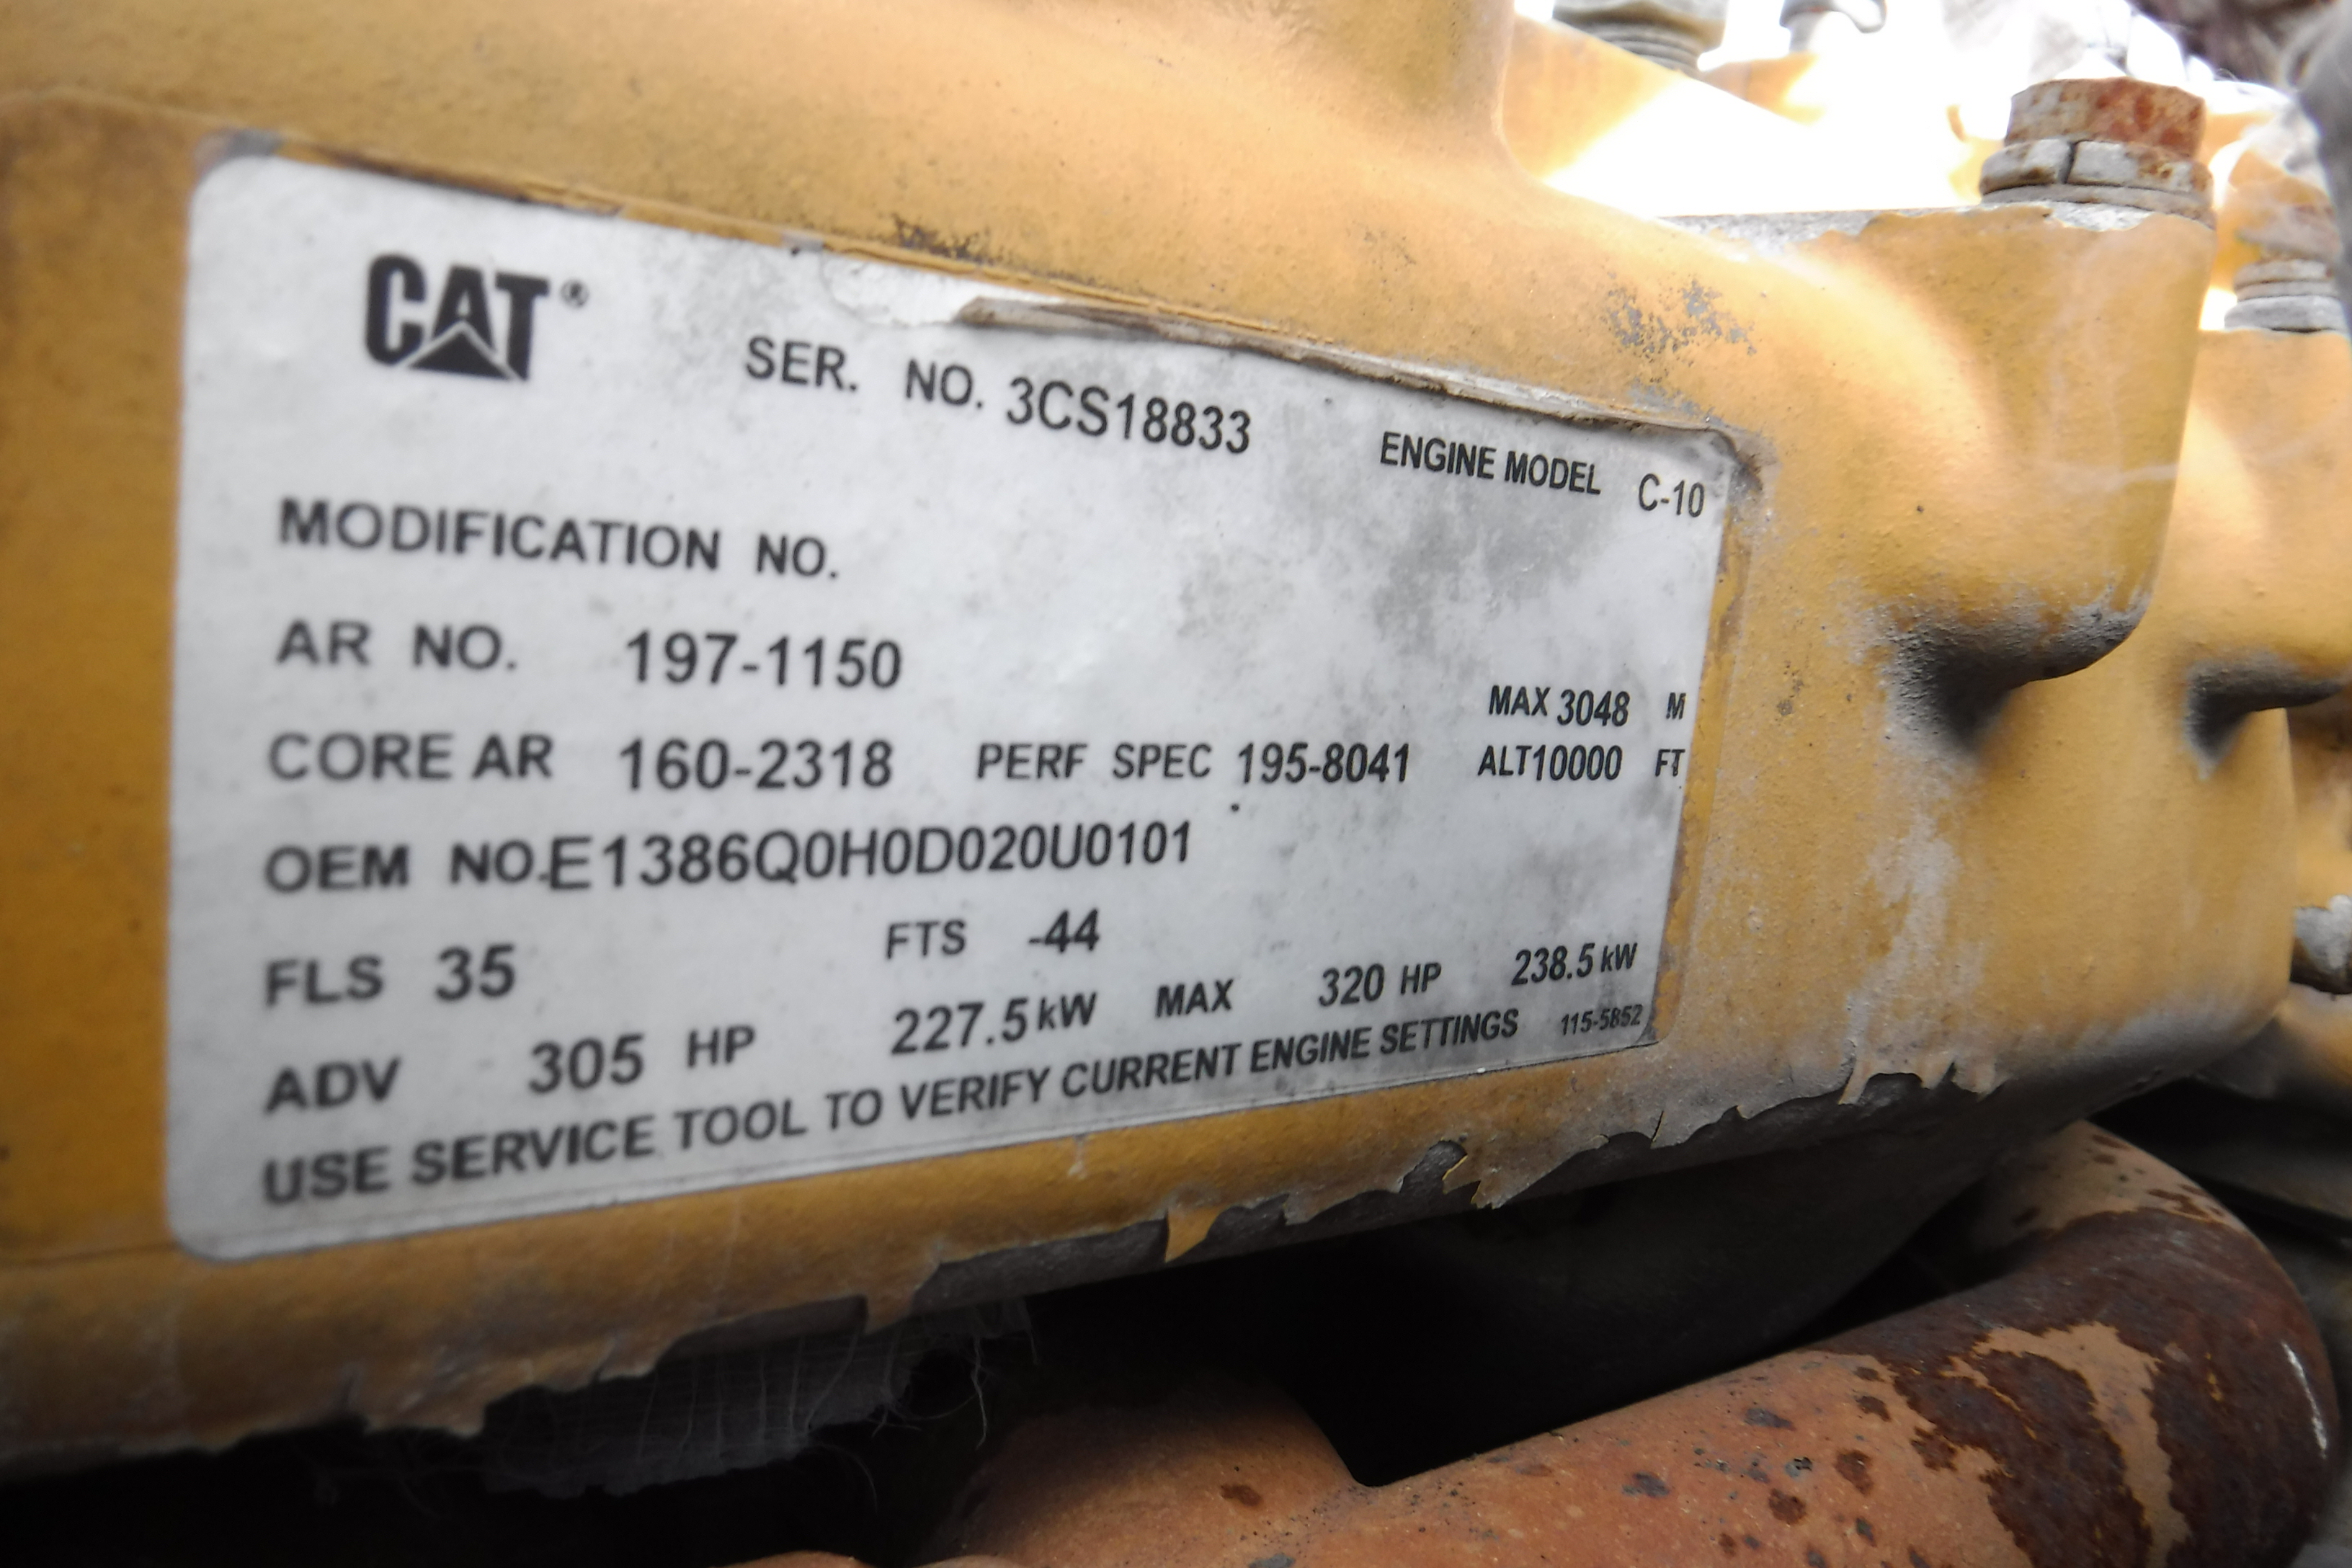 CAT®
SER. NO. 3CS18833 ENGINE MODEL C-10
MODIFICATION NO.
AR NO. 197-1150
MAX 3048 M
CORE AR 160-2318 PERF SPEC 195-8041 ALT10000 FT
OEM NO.E1386Q0H0D020U0101
FLS 35 FTS -44
ADV 305 HP 227.5 kW MAX 320 HP 238.5 kW
USE SERVICE TOOL TO VERIFY CURRENT ENGINE SETTINGS 115-5852